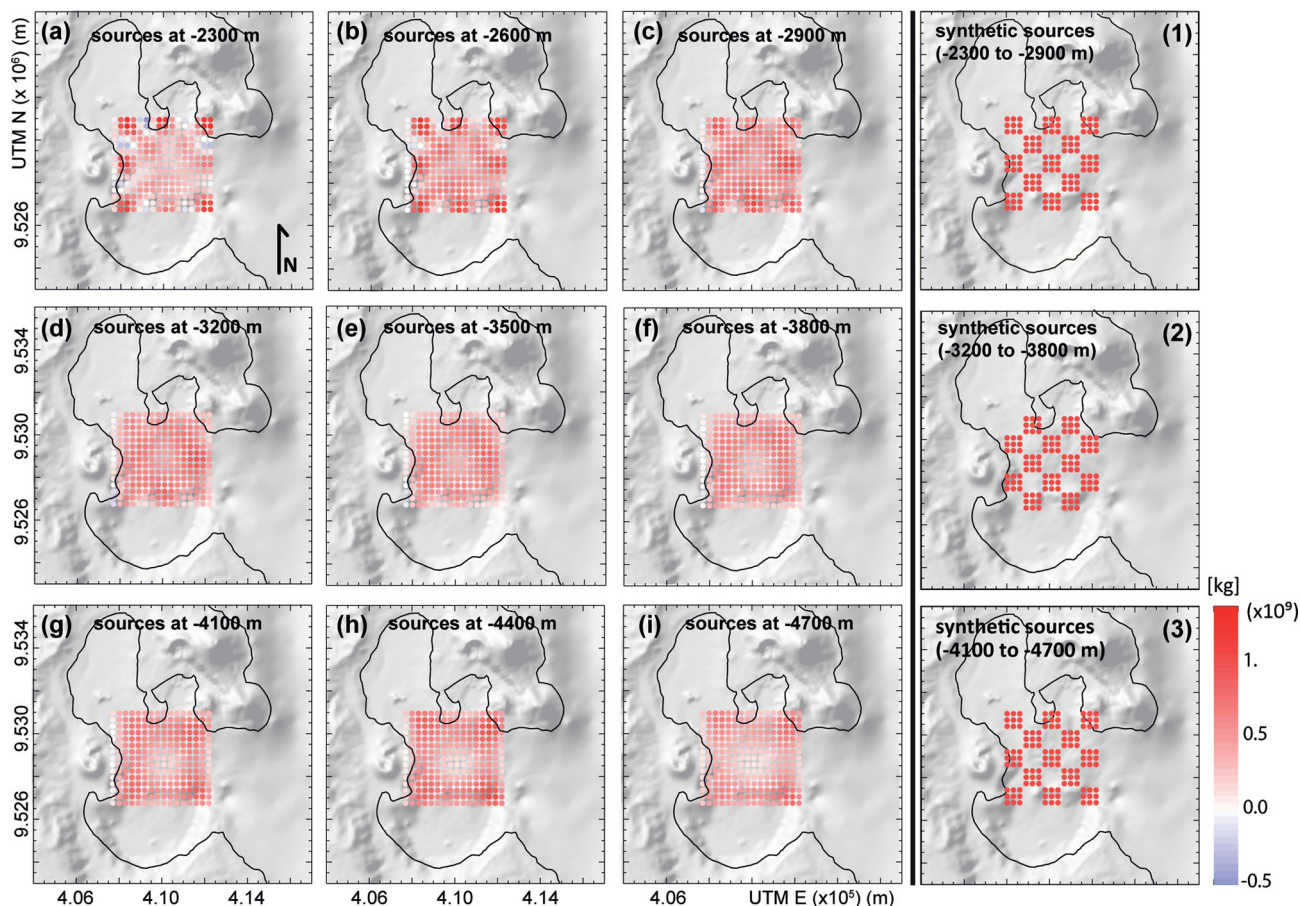 (a) sources at -2300 m
(b) sources at -2600 m
(c) sources at -2900 m
synthetic sources (1)
(-2300 to -2900 m)
UTM N (x 10⁶) (m)
9.526
N
(d) sources at -3200 m
(e) sources at -3500 m
(f) sources at -3800 m
synthetic sources (2)
(-3200 to -3800 m)
9.534
9.530
9.526
(g) sources at -4100 m
(h) sources at -4400 m
(i) sources at -4700 m
synthetic sources (3)
(-4100 to -4700 m)
9.534
9.530
9.526
[kg]
(x10⁹)
1.
0.5
0.0
-0.5
4.06 4.10 4.14
4.06 4.10 4.14
4.06 UTM E (x10⁵) (m)